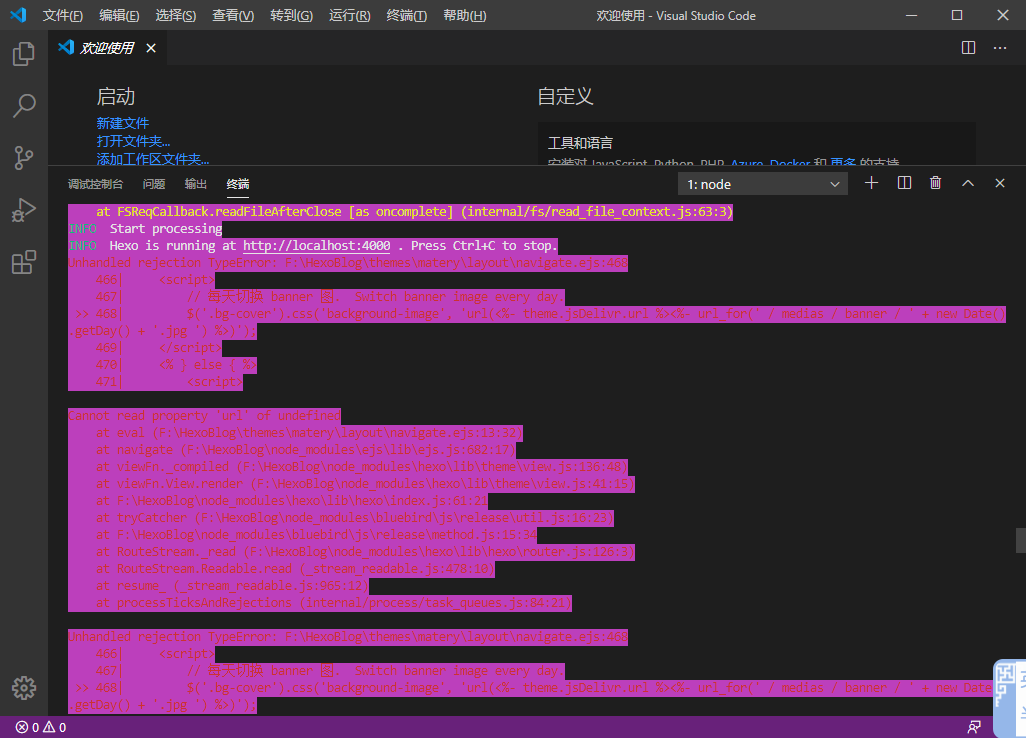 文件(F) 编辑(E) 选择(S) 查看(V) 转到(G) 运行(R) 终端(T) 帮助(H) 欢迎使用 - Visual Studio Code
欢迎使用
启动
新建文件
打开文件夹...
添加工作区文件夹...
自定义
工具和语言
安装对 JavaScript, Python, PHP, Azure, Docker 和 更多 的支持
调试控制台 问题 输出 终端 1: node
at FSReqCallback.readFileAfterClose [as oncomplete] (internal/fs/read_file_context.js:63:3)
INFO Start processing
INFO Hexo is running at http://localhost:4000 . Press Ctrl+C to stop.
Unhandled rejection TypeError: F:\HexoBlog\themes\matery\layout\navigate.ejs:468
466| <script>
467| // 每天切换 banner 图. Switch banner image every day.
>> 468| $('.bg-cover').css('background-image', 'url(<%- theme.jsDelivr.url %><%- url_for(' / medias / banner / ' + new Date()
.getDay() + '.jpg ') %>)');
469| </script>
470| <% } else { %>
471| <script>
Cannot read property 'url' of undefined
at eval (F:\HexoBlog\themes\matery\layout\navigate.ejs:13:32)
at navigate (F:\HexoBlog\node_modules\ejs\lib\ejs.js:682:17)
at viewFn._compiled (F:\HexoBlog\node_modules\hexo\lib\theme\view.js:136:48)
at viewFn.View.render (F:\HexoBlog\node_modules\hexo\lib\theme\view.js:41:15)
at F:\HexoBlog\node_modules\hexo\lib\hexo\index.js:61:21
at tryCatcher (F:\HexoBlog\node_modules\bluebird\js\release\util.js:16:23)
at F:\HexoBlog\node_modules\bluebird\js\release\method.js:15:34
at RouteStream._read (F:\HexoBlog\node_modules\hexo\lib\hexo\router.js:126:3)
at RouteStream.Readable.read (_stream_readable.js:478:10)
at resume_ (_stream_readable.js:965:12)
at processTicksAndRejections (internal/process/task_queues.js:84:21)
Unhandled rejection TypeError: F:\HexoBlog\themes\matery\layout\navigate.ejs:468
466| <script>
467| // 每天切换 banner 图. Switch banner image every day.
>> 468| $('.bg-cover').css('background-image', 'url(<%- theme.jsDelivr.url %><%- url_for(' / medias / banner / ' + new Date
.getDay() + '.jpg ') %>)');
0 0